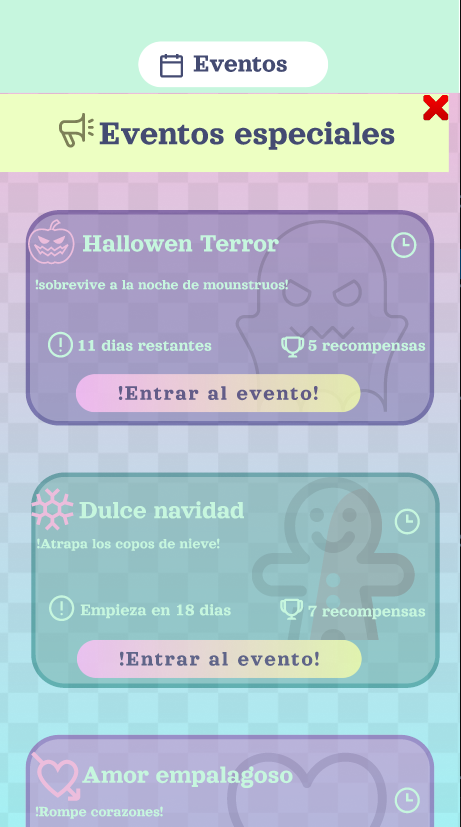 Eventos
Eventos especiales
Hallowen Terror
!sobrevive a la noche de mounstruos!
11 dias restantes
5 recompensas
!Entrar al evento!
Dulce navidad
!Atrapa los copos de nieve!
Empieza en 18 dias
7 recompensas
!Entrar al evento!
Amor empalagoso
!Rompe corazones!